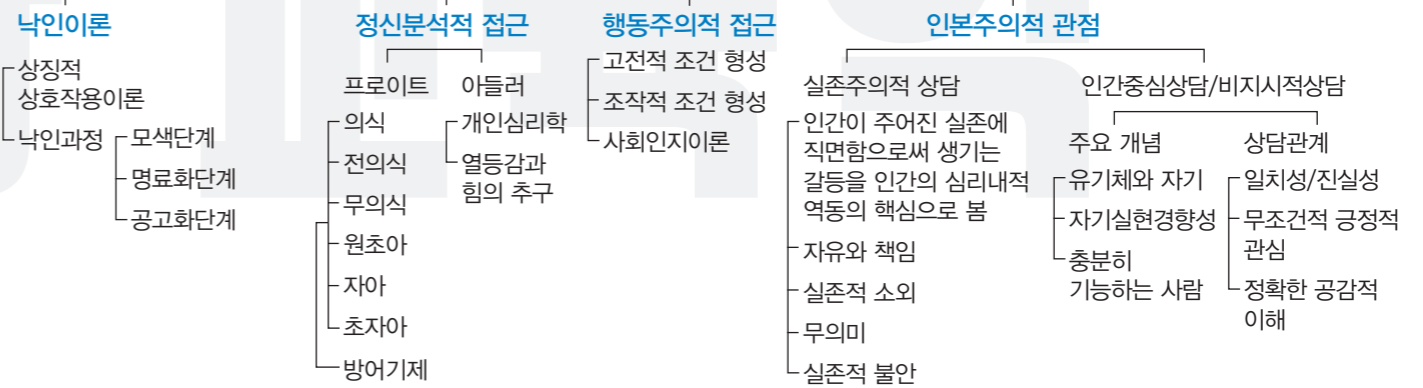 낙인이론
상징적
상호작용이론
낙인과정
모색단계
명료화단계
공고화단계
정신분석적 접근
프로이트
의식
전의식
무의식
원초아
자아
초자아
방어기제
아들러
개인심리학
열등감과
힘의 추구
행동주의적 접근
고전적 조건 형성
조작적 조건 형성
사회인지이론
인본주의적 관점
실존주의적 상담
인간이 주어진 실존에
직면함으로써 생기는
갈등을 인간의 심리내적
역동의 핵심으로 봄
자유와 책임
실존적 소외
무의미
실존적 불안
인간중심상담/비지시적상담
주요 개념
유기체와 자기
자기실현경향성
충분히
기능하는 사람
상담관계
일치성/진실성
무조건적 긍정적
관심
정확한 공감적
이해